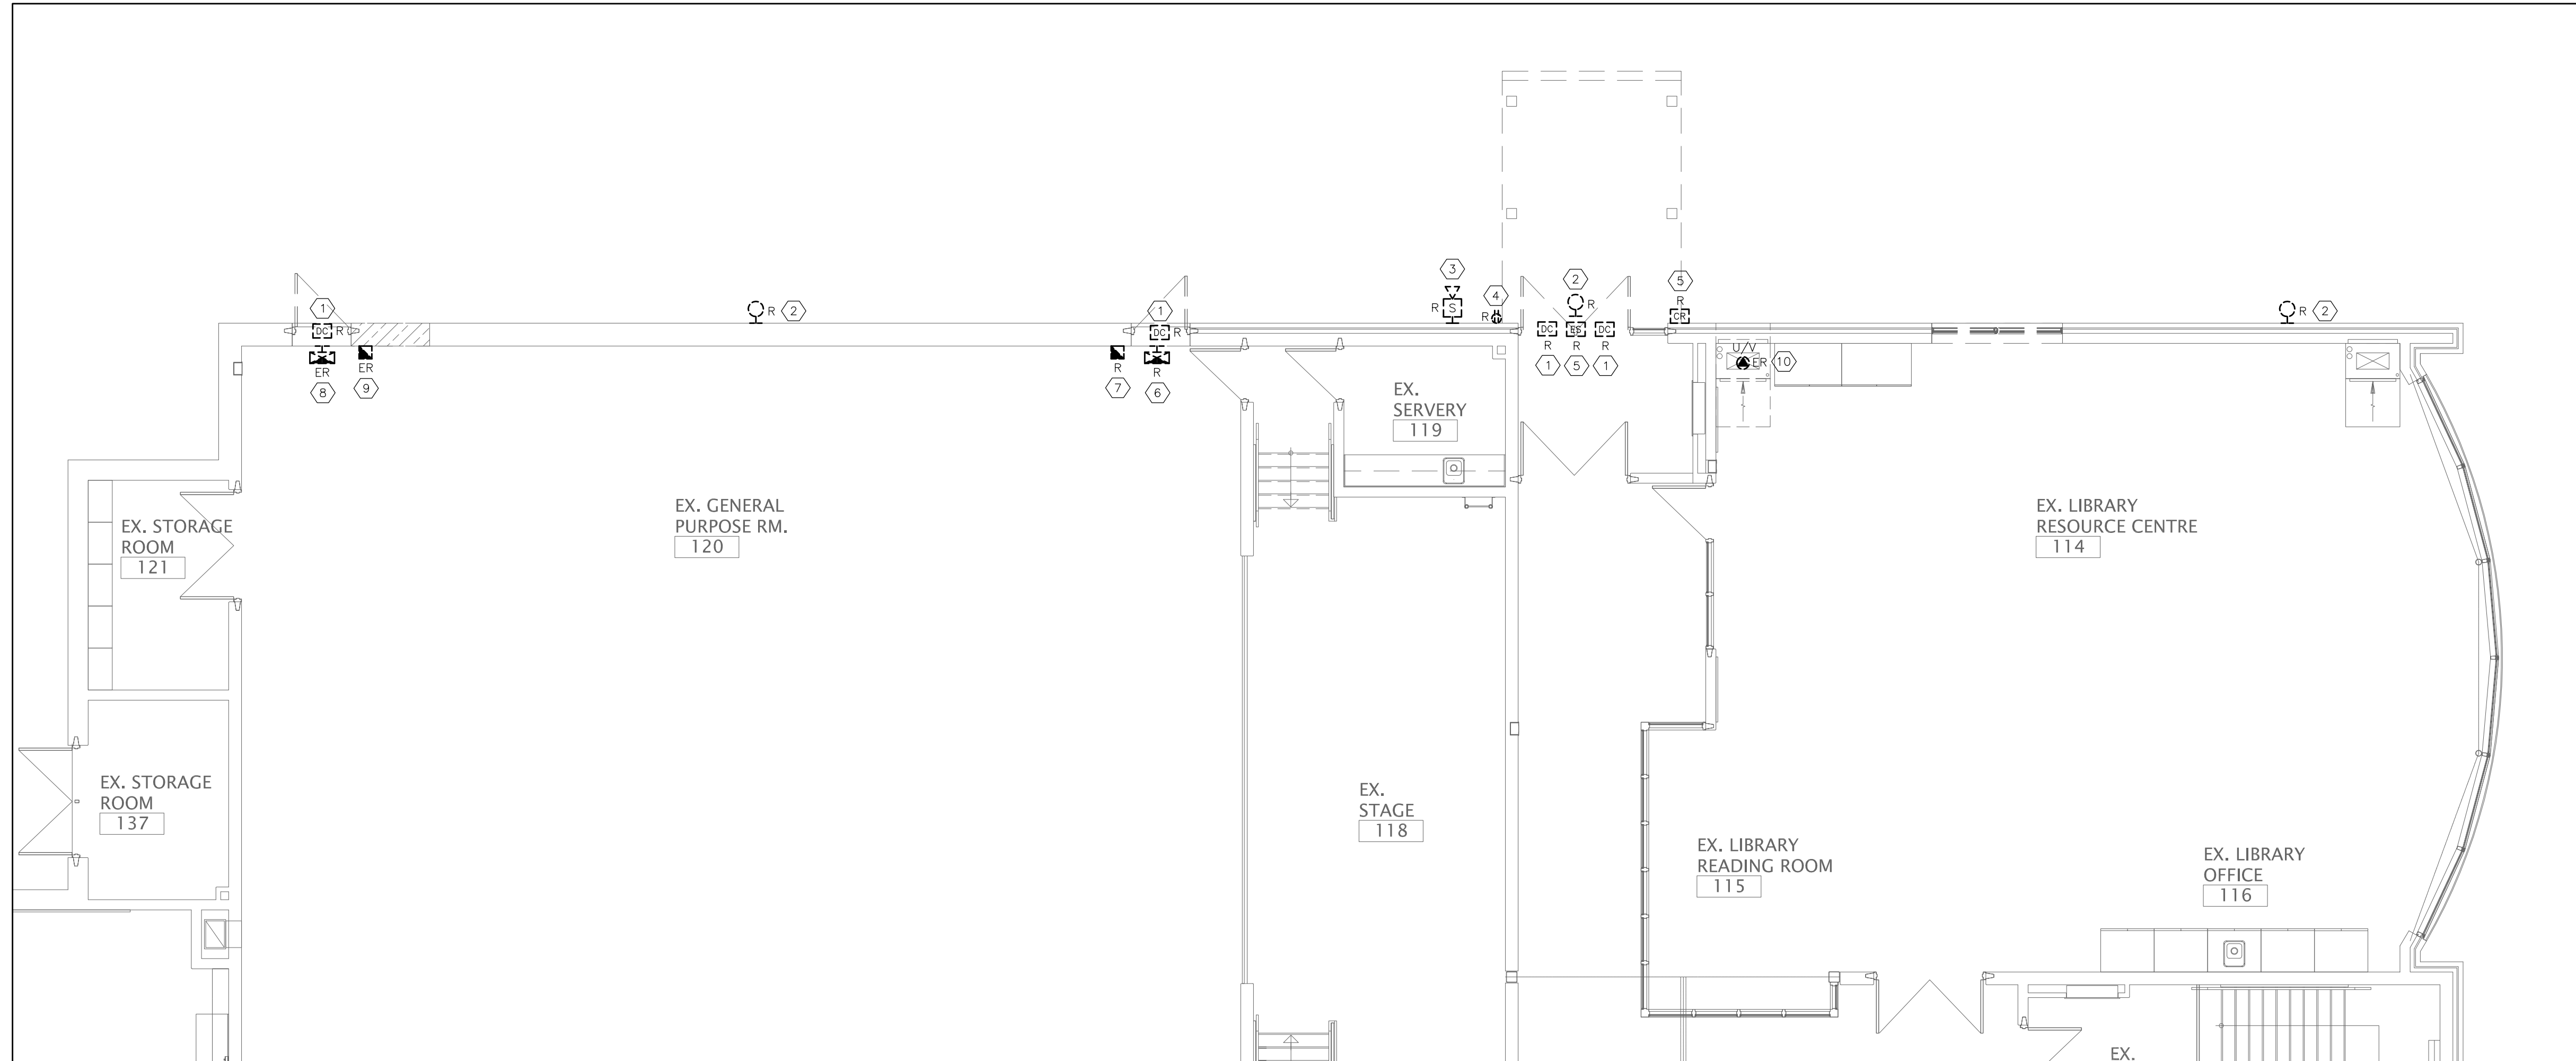 3
2
5
4
R
S
R
R
R
CR
1
DC
R
R
2
1
DC
R
DC
ES
DC
R
2
R
R
R
1
5
1
ER
8
ER
9
R
7
R
6
U/V
ER
10
EX.
SERVERY
119
EX. STORAGE
ROOM
121
EX. GENERAL
PURPOSE RM.
120
EX. LIBRARY
RESOURCE CENTRE
114
EX. STORAGE
ROOM
137
EX.
STAGE
118
EX. LIBRARY
READING ROOM
115
EX. LIBRARY
OFFICE
116
EX.